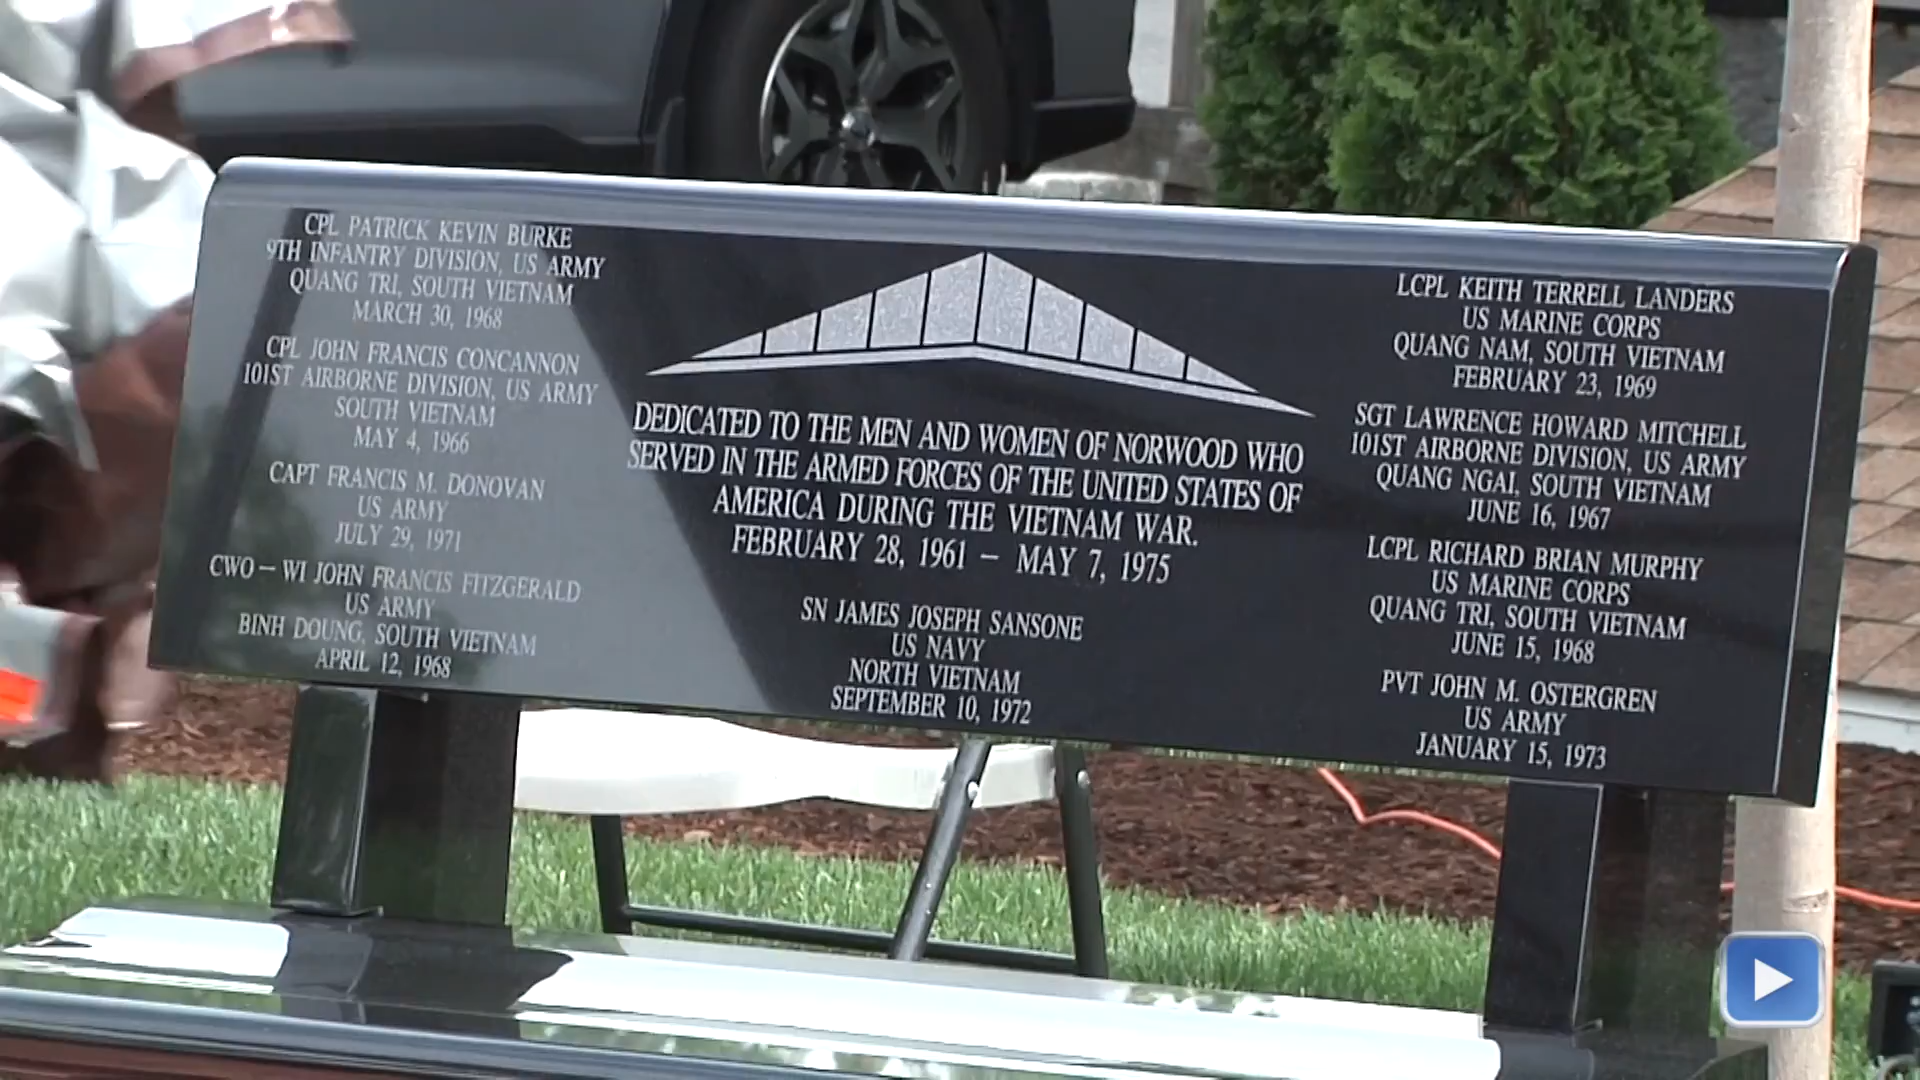 CPL PATRICK KEVIN BURKE
9TH INFANTRY DIVISION, US ARMY
QUANG TRI, SOUTH VIETNAM
MARCH 30, 1968
CPL JOHN FRANCIS CONCANNON
101ST AIRBORNE DIVISION, US ARMY
SOUTH VIETNAM
MAY 4, 1966
CAPT FRANCIS M. DONOVAN
US ARMY
JULY 29, 1971
CWO – WI JOHN FRANCIS FITZGERALD
US ARMY
BINH DOUNG, SOUTH VIETNAM
APRIL 12, 1968
DEDICATED TO THE MEN AND WOMEN OF NORWOOD WHO
SERVED IN THE ARMED FORCES OF THE UNITED STATES OF
AMERICA DURING THE VIETNAM WAR.
FEBRUARY 28, 1961 – MAY 7, 1975
SN JAMES JOSEPH SANSONE
US NAVY
NORTH VIETNAM
SEPTEMBER 10, 1972
LCPL KEITH TERRELL LANDERS
US MARINE CORPS
QUANG NAM, SOUTH VIETNAM
FEBRUARY 23, 1969
SGT LAWRENCE HOWARD MITCHELL
101ST AIRBORNE DIVISION, US ARMY
QUANG NGAI, SOUTH VIETNAM
JUNE 16, 1967
LCPL RICHARD BRIAN MURPHY
US MARINE CORPS
QUANG TRI, SOUTH VIETNAM
JUNE 15, 1968
PVT JOHN M. OSTERGREN
US ARMY
JANUARY 15, 1973